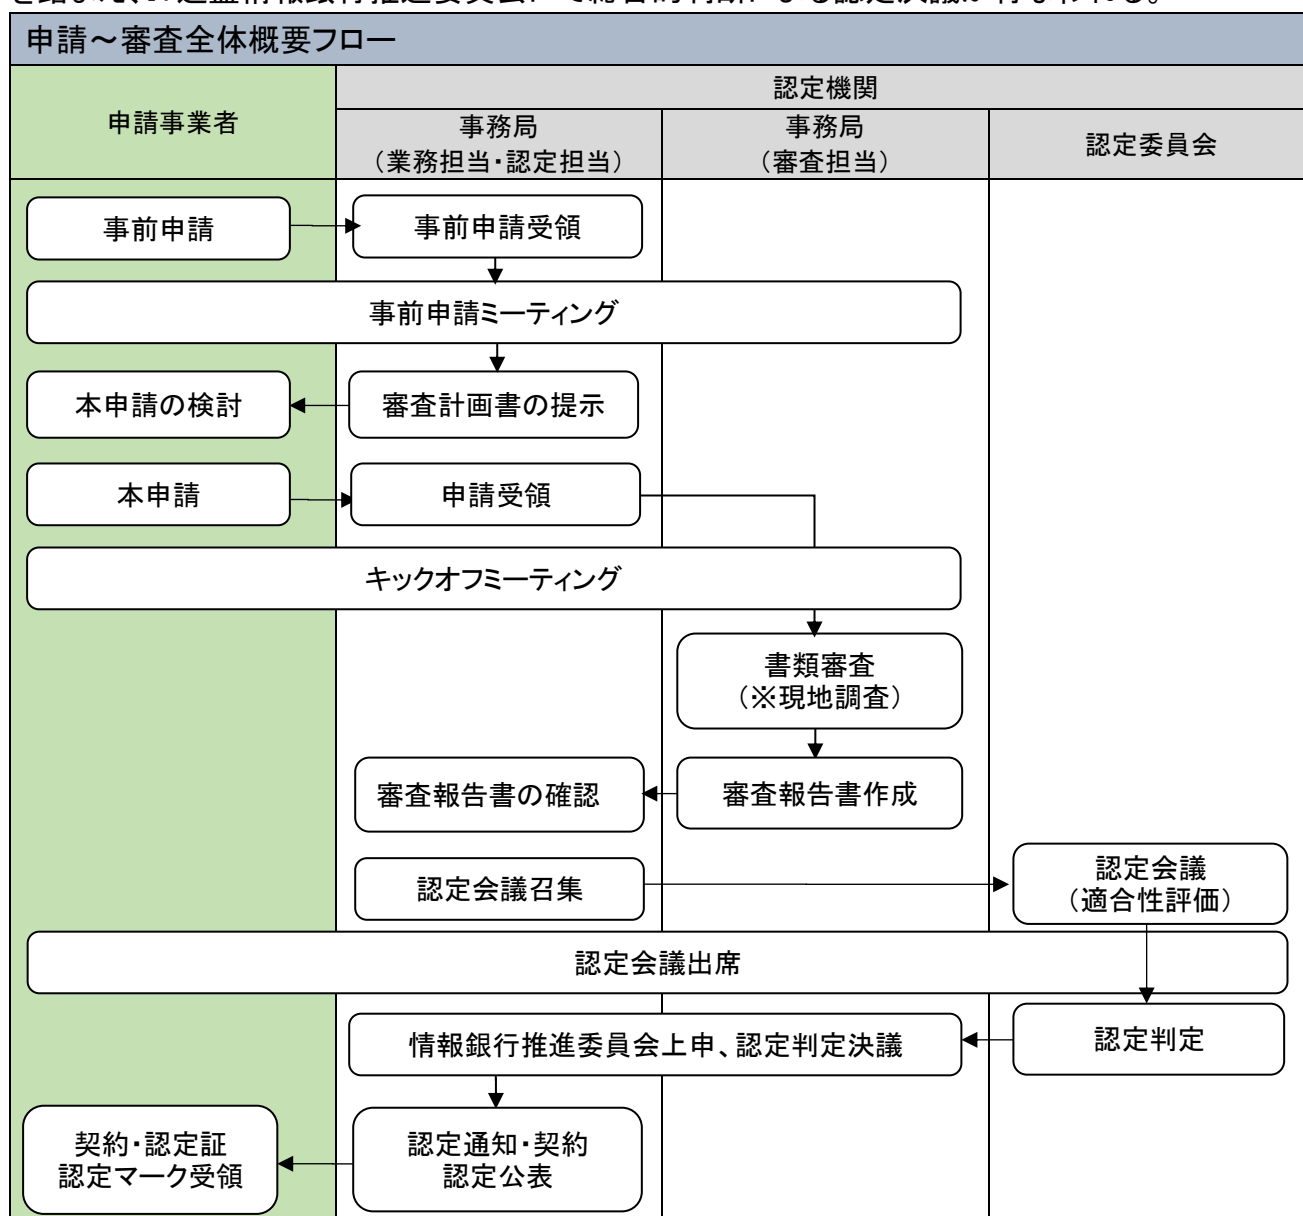 申請～審査全体概要フロー
申請事業者
認定機関
事務局
（業務担当・認定担当）
事務局
（審査担当）
認定委員会
事前申請
事前申請受領
事前申請ミーティング
本申請の検討
審査計画書の提示
本申請
申請受領
キックオフミーティング
書類審査
（※現地調査）
審査報告書の確認
審査報告書作成
認定会議召集
認定会議
（適合性評価）
認定会議出席
情報銀行推進委員会上申、認定判定決議
認定判定
契約・認定証
認定マーク受領
認定通知・契約
認定公表